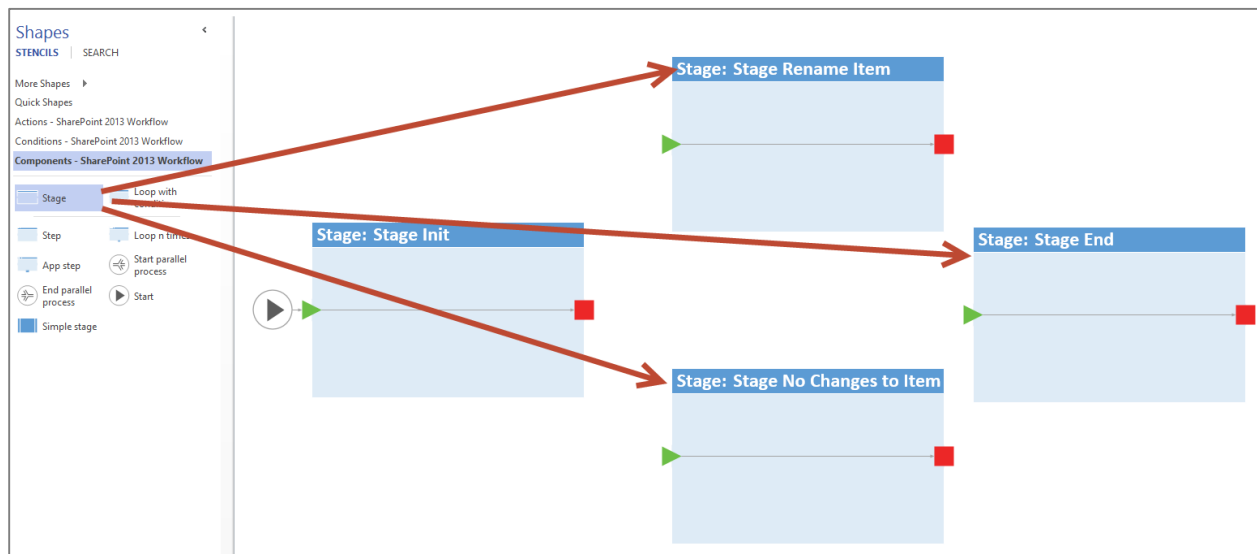 Shapes
STENCILS
SEARCH
More Shapes
Quick Shapes
Actions - SharePoint 2013 Workflow
Conditions - SharePoint 2013 Workflow
Components - SharePoint 2013 Workflow
Stage
Loop with
Step
Loop n times
App step
Start parallel
process
End parallel
process
Start
Simple stage
Stage: Stage Rename Item
Stage: Stage Init
Stage: Stage End
Stage: Stage No Changes to Item